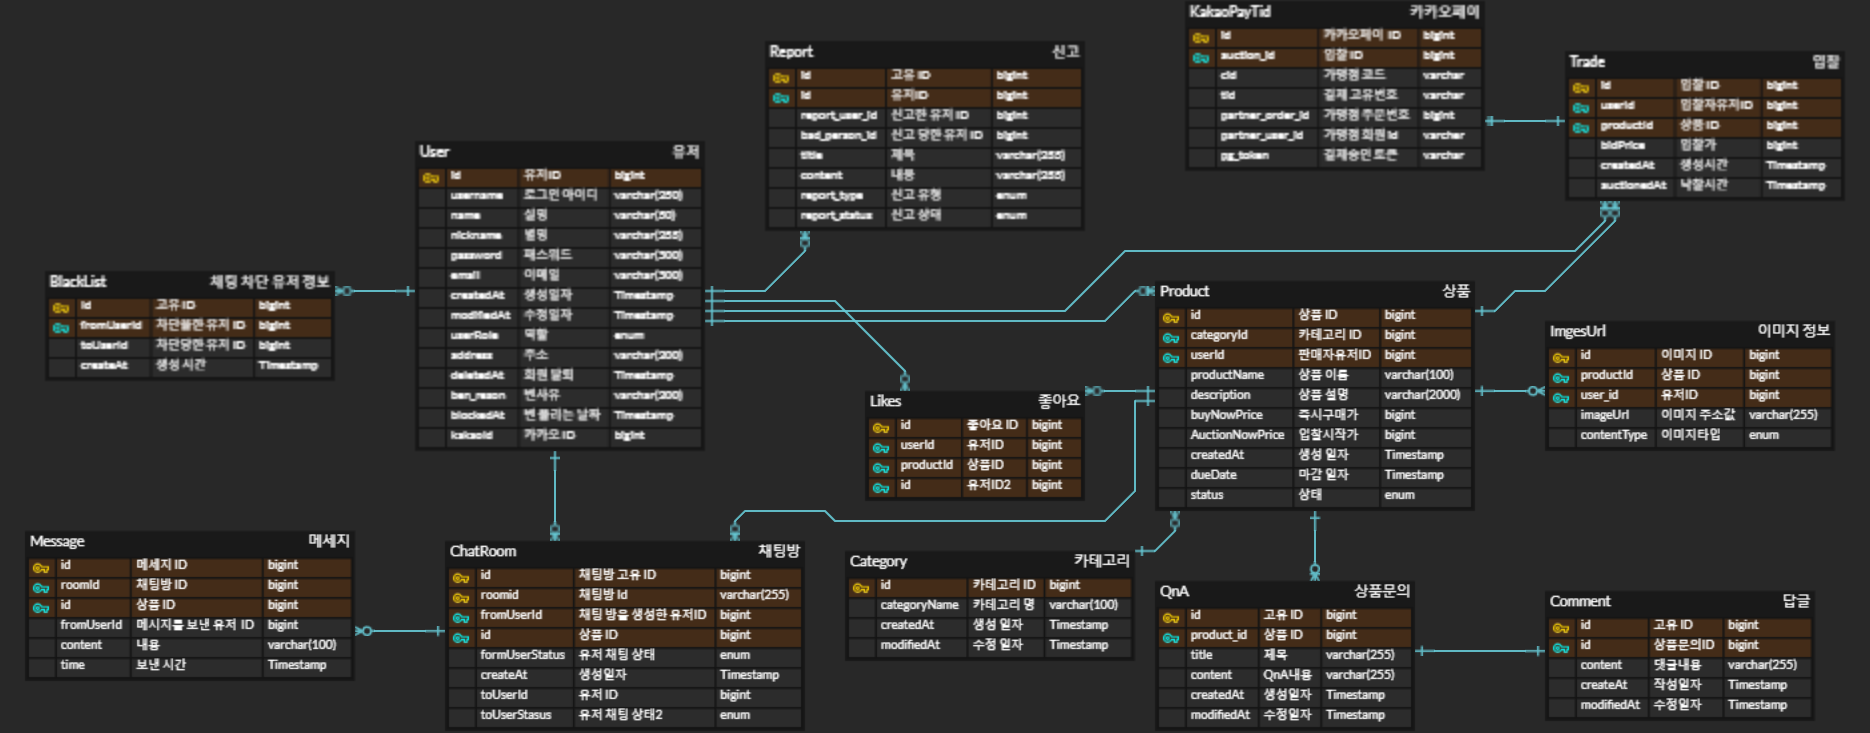 KakaoPayTid 카카오페이
id 카카오페이 ID bigint
auction_id 입찰ID bigint
cid 가맹점 코드 varchar
tid 결제 고유번호 varchar
partner_order_id 가맹점 주문번호 bigint
partner_user_id 가맹점 회원 id varchar
pg_token 결제승인 토큰 varchar
Report 신고
id 고유 ID bigint
id 유저ID bigint
report_user_id 신고한 유저 ID bigint
bad_person_id 신고 당한 유저 ID bigint
title 제목 varchar(255)
content 내용 varchar(255)
report_type 신고 유형 enum
report_status 신고 상태 enum
Trade 입찰
id 입찰 ID bigint
userId 입찰자유저ID bigint
productId 상품 ID bigint
bidPrice 입찰가 bigint
createdAt 생성시간 Timestamp
auctionedAt 낙찰시간 Timestamp
User 유저
id 유저ID bigint
username 로그인 아이디 varchar(250)
name 실명 varchar(50)
nickname 별명 varchar(255)
password 패스워드 varchar(300)
email 이메일 varchar(300)
createdAt 생성일자 Timestamp
modifiedAt 수정일자 Timestamp
userRole 역할 enum
address 주소 varchar(200)
deletedAt 회원 탈퇴 Timestamp
ban_reason 벤사유 varchar(200)
blockedAt 벤 풀리는 날짜 Timestamp
kakaoId 카카오 ID bigint
BlackList 채팅 차단 유저 정보
id 고유 ID bigint
fromUserId 차단불한 유저 ID bigint
toUserId 차단당한 유저 ID bigint
createAt 생성 시간 Timestamp
Product 상품
id 상품 ID bigint
categoryId 카테고리 ID bigint
userId 판매자유저ID bigint
productName 상품 이름 varchar(100)
description 상품 설명 varchar(2000)
buyNowPrice 즉시구매가 bigint
AuctionNowPrice 입찰시작가 bigint
createdAt 생성 일자 Timestamp
dueDate 마감 일자 Timestamp
status 상태 enum
ImgesUrl 이미지 정보
id 이미지 ID bigint
productId 상품 ID bigint
user_id 유저ID bigint
imageUrl 이미지 주소값 varchar(255)
contentType 이미지타입 enum
Likes 좋아요
id 좋아요 ID bigint
userId 유저ID bigint
productId 상품ID bigint
id 유저ID2 bigint
Message 메세지
id 메세지 ID bigint
roomId 채팅방 ID bigint
id 상품 ID bigint
fromUserId 메시지를 보낸 유저 ID bigint
content 내용 varchar(100)
time 보낸 시간 Timestamp
ChatRoom 채팅방
id 채팅방 고유 ID bigint
roomid 채팅방 Id varchar(255)
fromUserId 채팅 방을 생성한 유저ID bigint
id 상품 ID bigint
formUserStatus 유저 채팅 상태 enum
createAt 생성일자 Timestamp
toUserId 유저 ID bigint
toUserStasus 유저 채팅 상태2 enum
Category 카테고리
id 카테고리 ID bigint
categoryName 카테고리 명 varchar(100)
createdAt 생성 일자 Timestamp
modifiedAt 수정 일자 Timestamp
QnA 상품문의
id 고유 ID bigint
product_id 상품 ID bigint
title 제목 varchar(255)
content QnA내용 varchar(255)
createdAt 생성일자 Timestamp
modifiedAt 수정일자 Timestamp
Comment 답글
id 고유 ID bigint
id 상품문의ID bigint
content 댓글내용 varchar(255)
createAt 작성일자 Timestamp
modifiedAt 수정일자 Timestamp